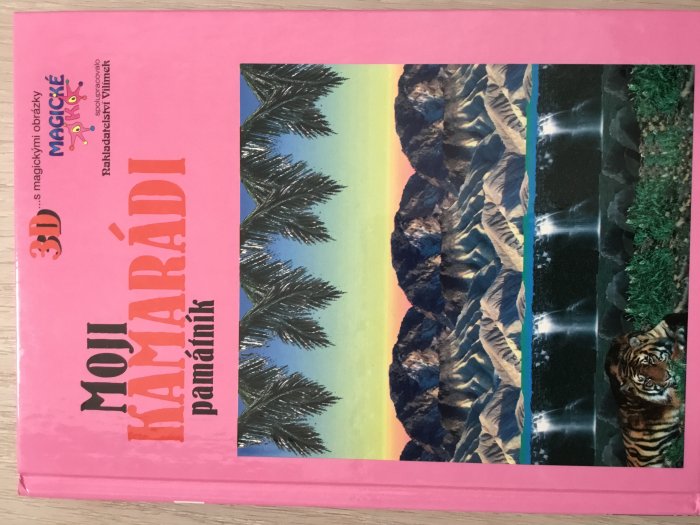 3D ...s magickými obrázky
MAGICKÉ
OKO
spolupracovalo
Nakladatelství Vilímek
MOJI
KAMARÁDI
památník